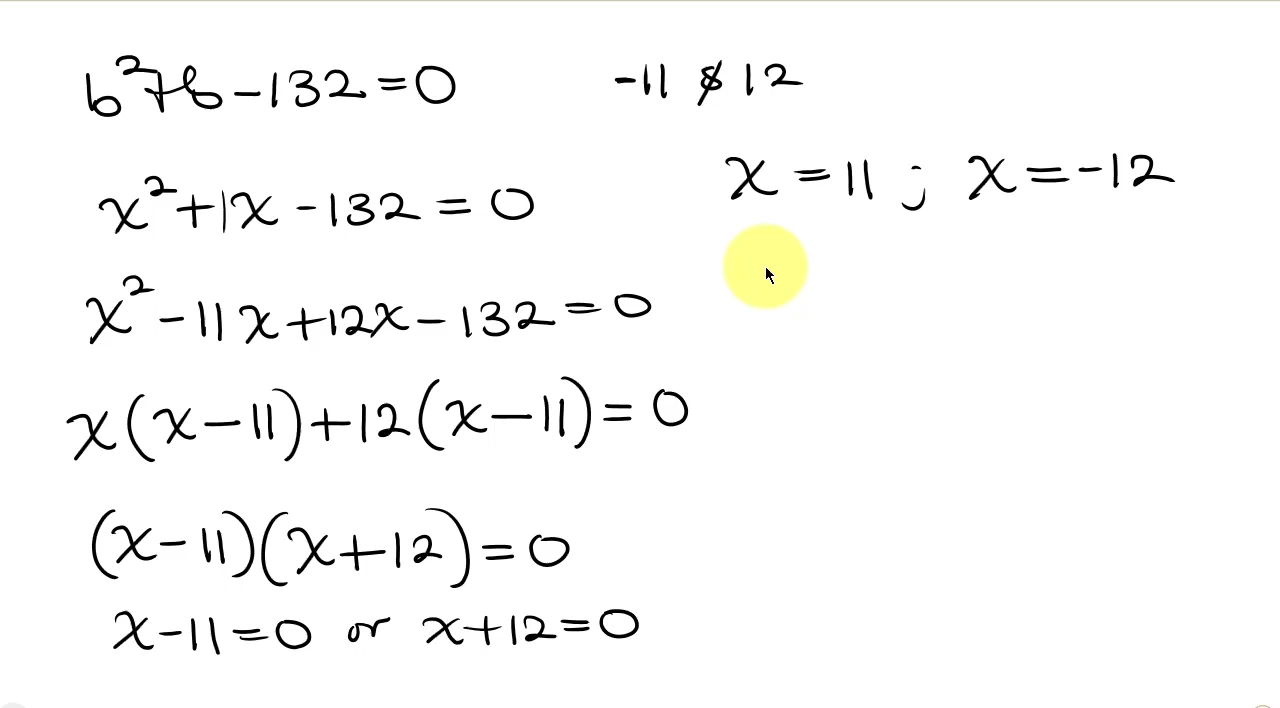 b²+b-132=0
x²+1x-132=0
x²-11x+12x-132=0
x(x-11)+12(x-11)=0
(x-11)(x+12)=0
x-11=0 or x+12=0
-11 & 12
x=11; x=-12